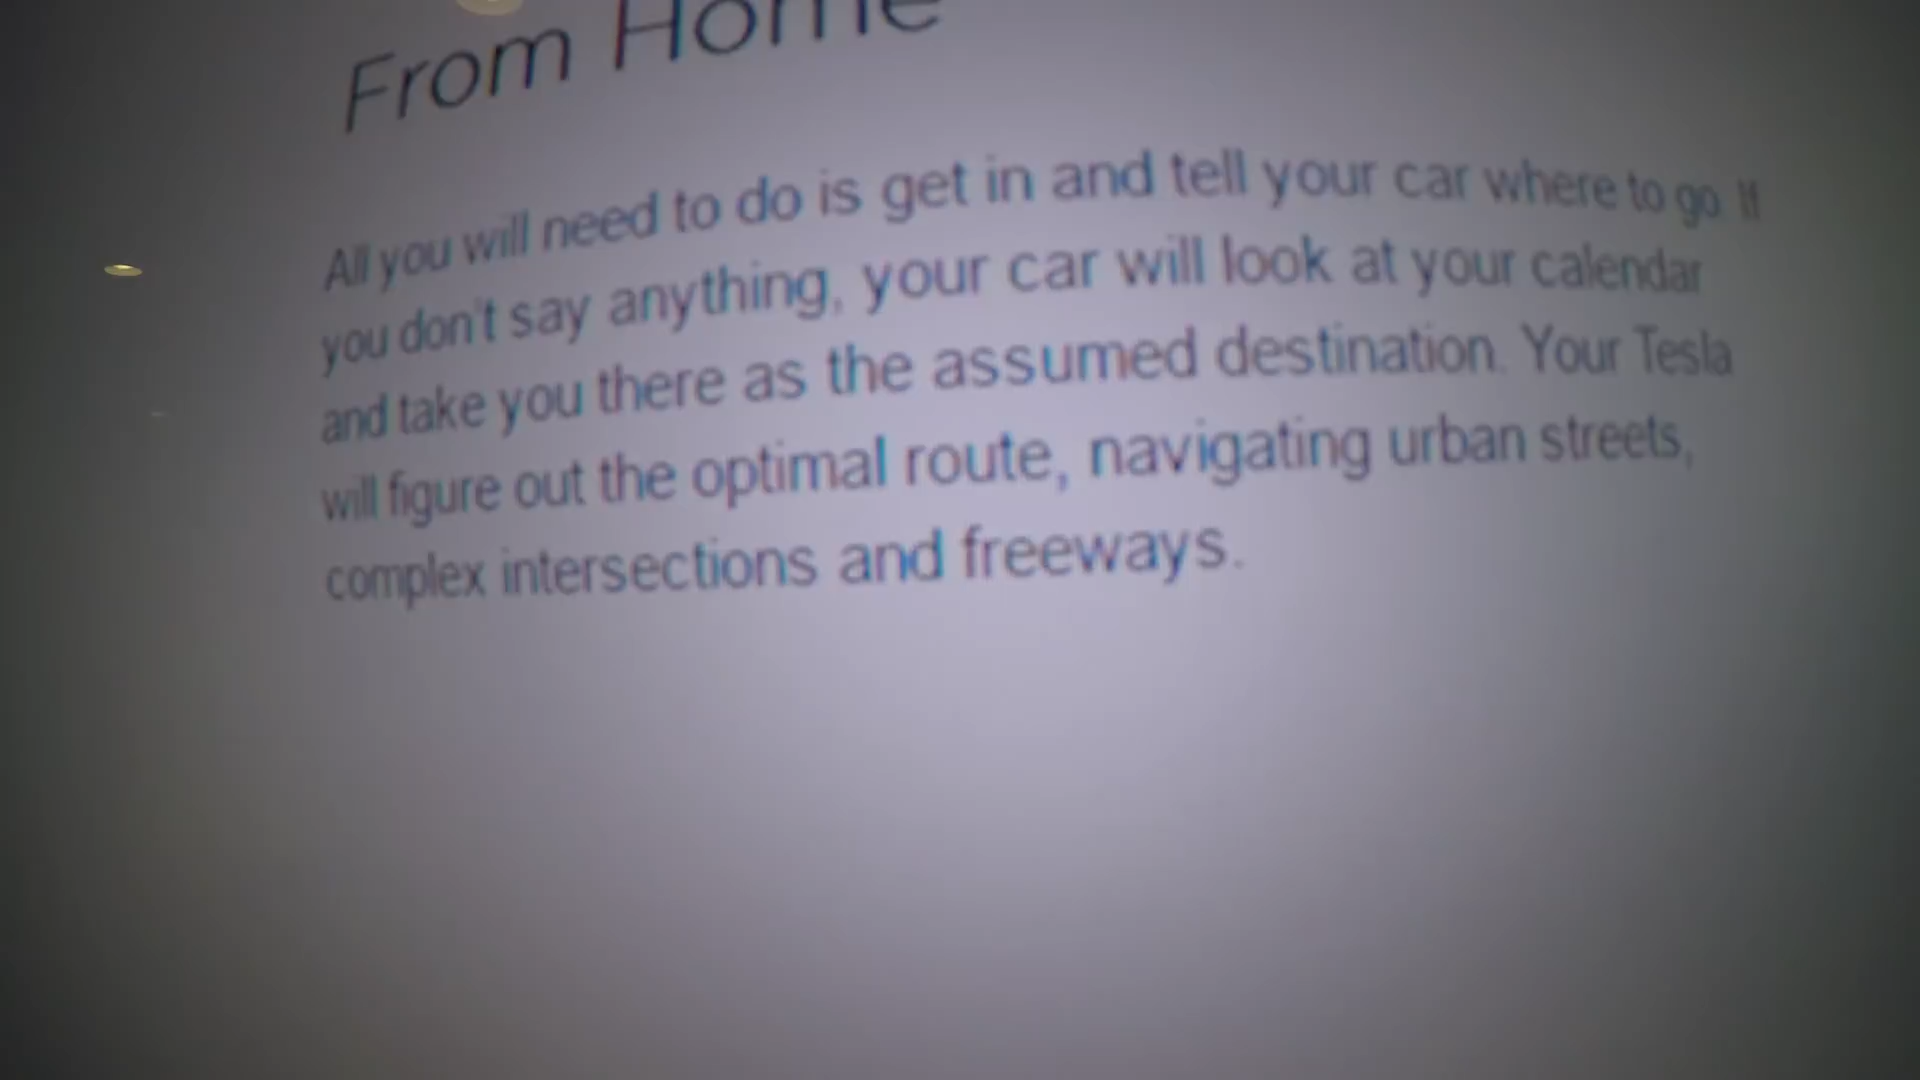 From Home
All you will need to do is get in and tell your car where to go. If
you don't say anything, your car will look at your calendar
and take you there as the assumed destination. Your Tesla
will figure out the optimal route, navigating urban streets,
complex intersections and freeways.